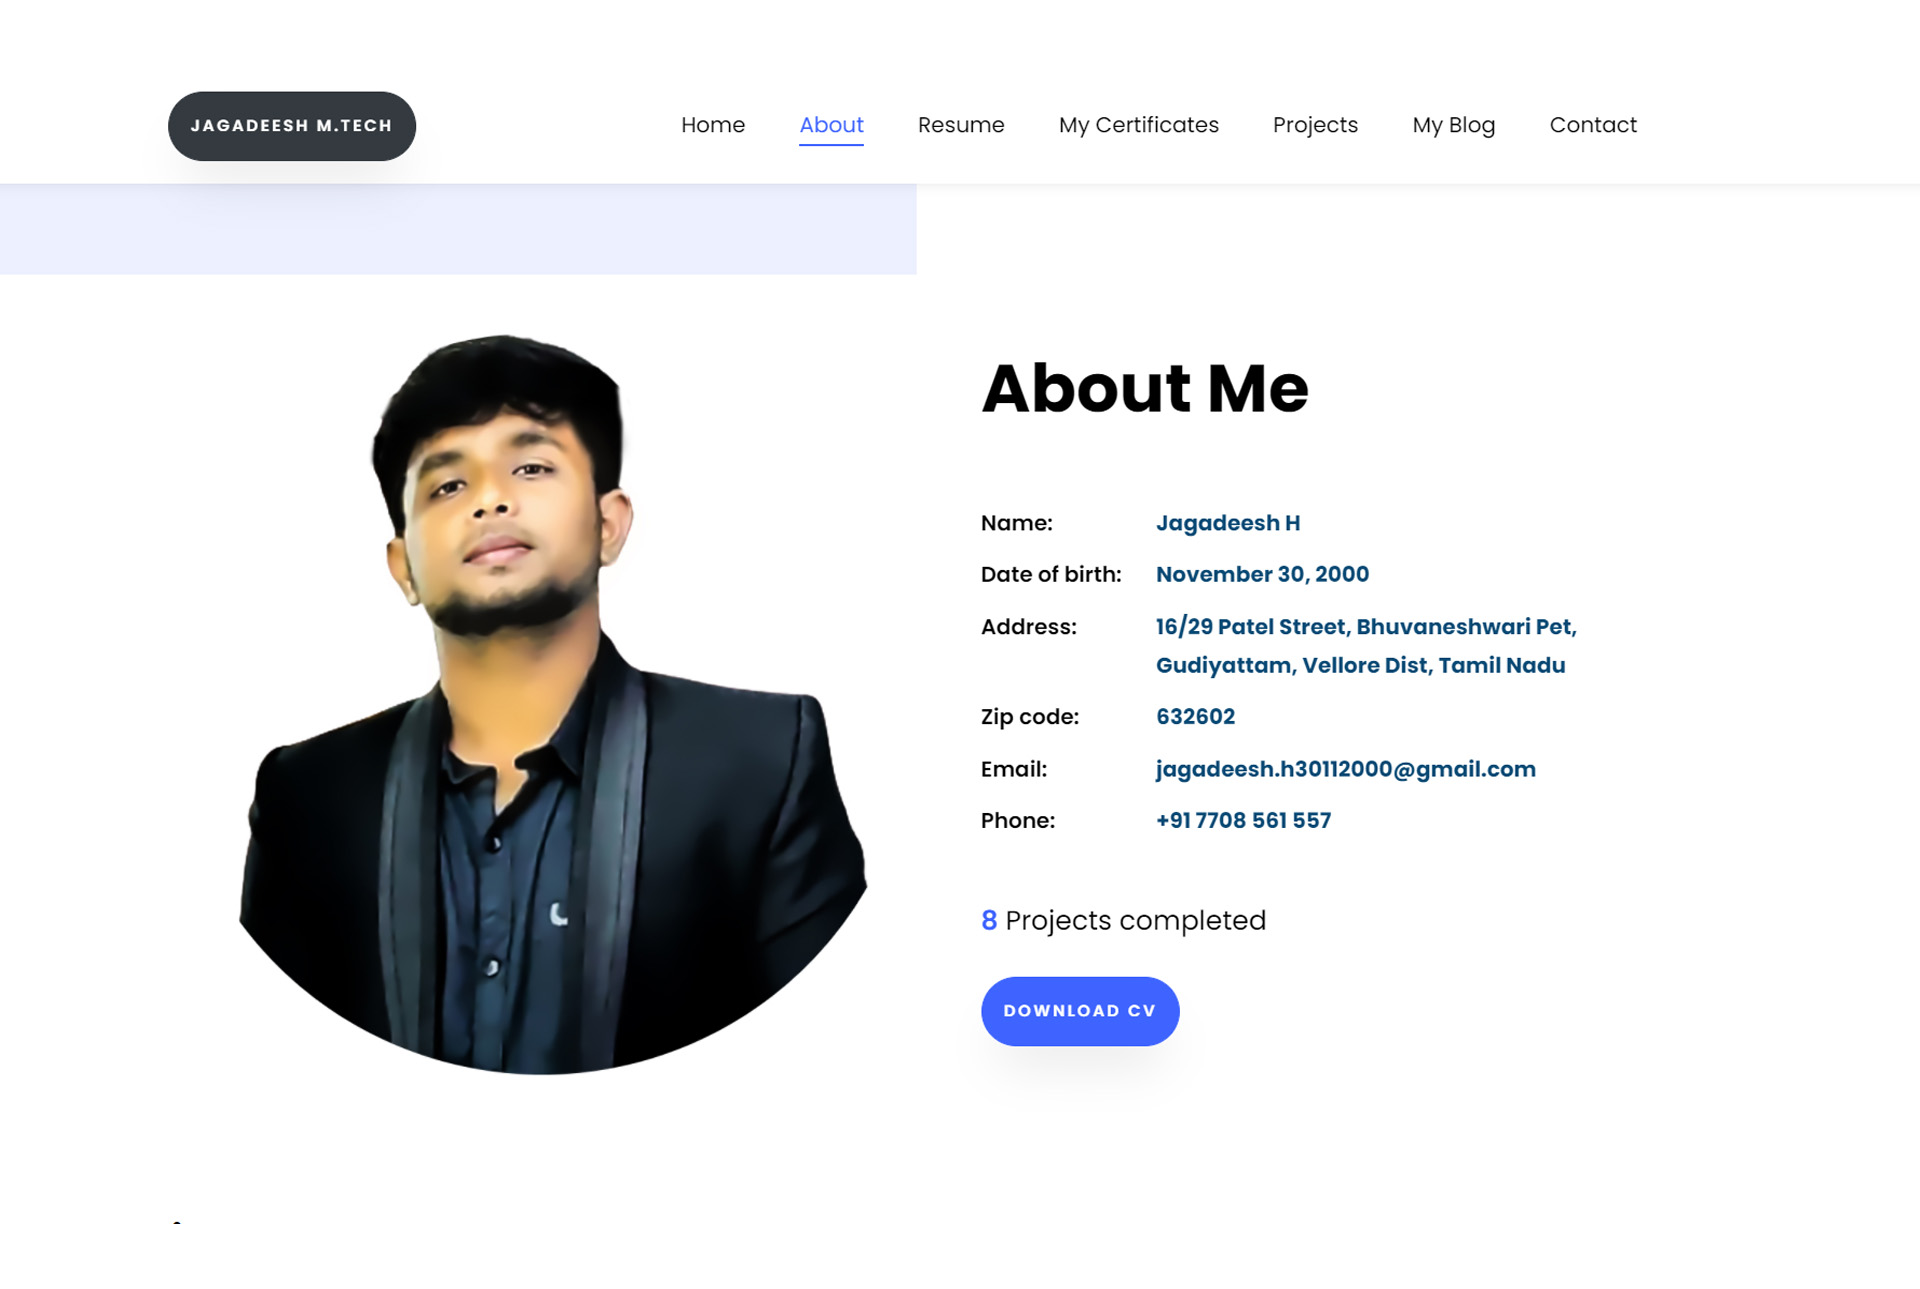 JAGADEESH M.TECH
Home About Resume My Certificates Projects My Blog Contact
About Me
Name: Jagadeesh H
Date of birth: November 30, 2000
Address: 16/29 Patel Street, Bhuvaneshwari Pet,
Gudiyattam, Vellore Dist, Tamil Nadu
Zip code: 632602
Email: jagadeesh.h30112000@gmail.com
Phone: +91 7708 561 557
8 Projects completed
DOWNLOAD CV